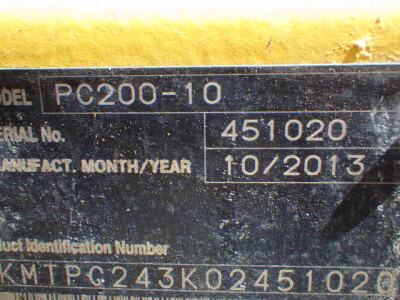 MODEL PC200-10
SERIAL No. 451020
MANUFACT. MONTH/YEAR 10/2013
Product Identification Number
KMTPC243K02451020